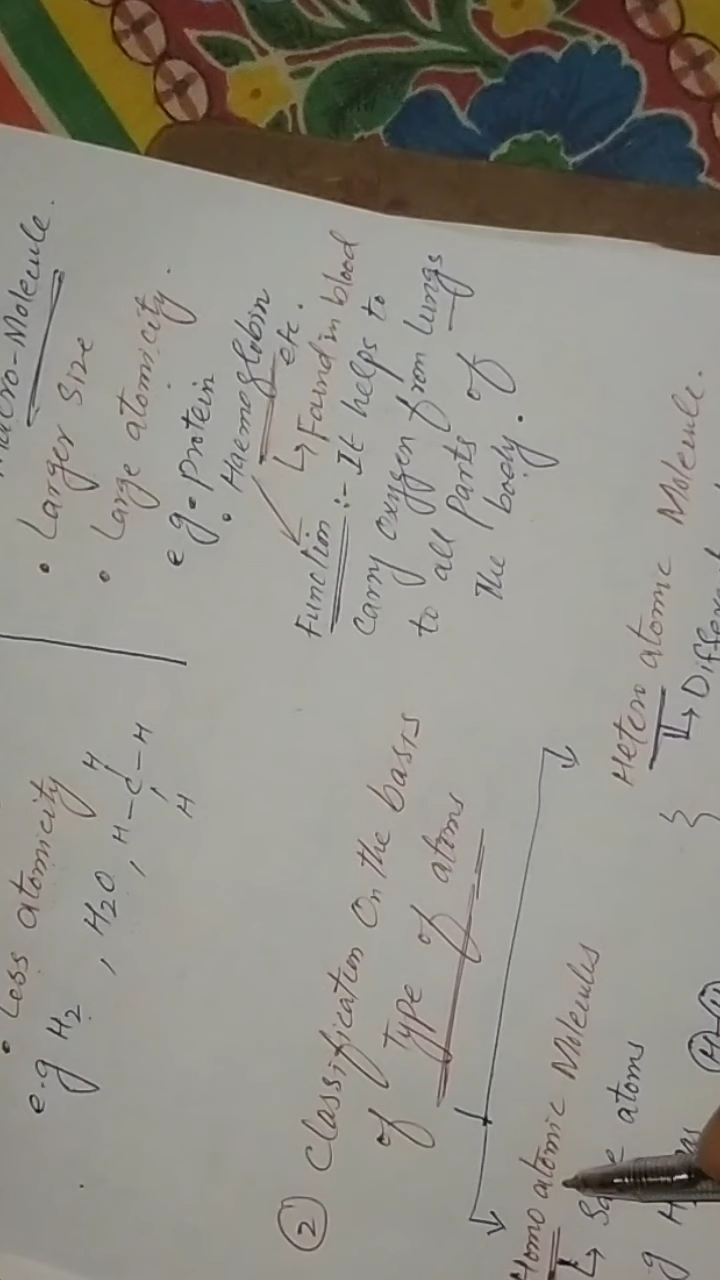 Macro-Molecule.
• Larger Size
• Large atomicity.
e g • Protein
• Haemoglobin
etc.
↳ Found in blood
Function :- It helps to
carry oxygen from lungs
to all parts of
the body.
• Less atomicity
e.g H2 , H2O , H-C-H
H
H
② Classification On the basis
of Type of atoms
Homo atomic Molecules
↳ atoms
g
Hetero atomic Molecule.
↳